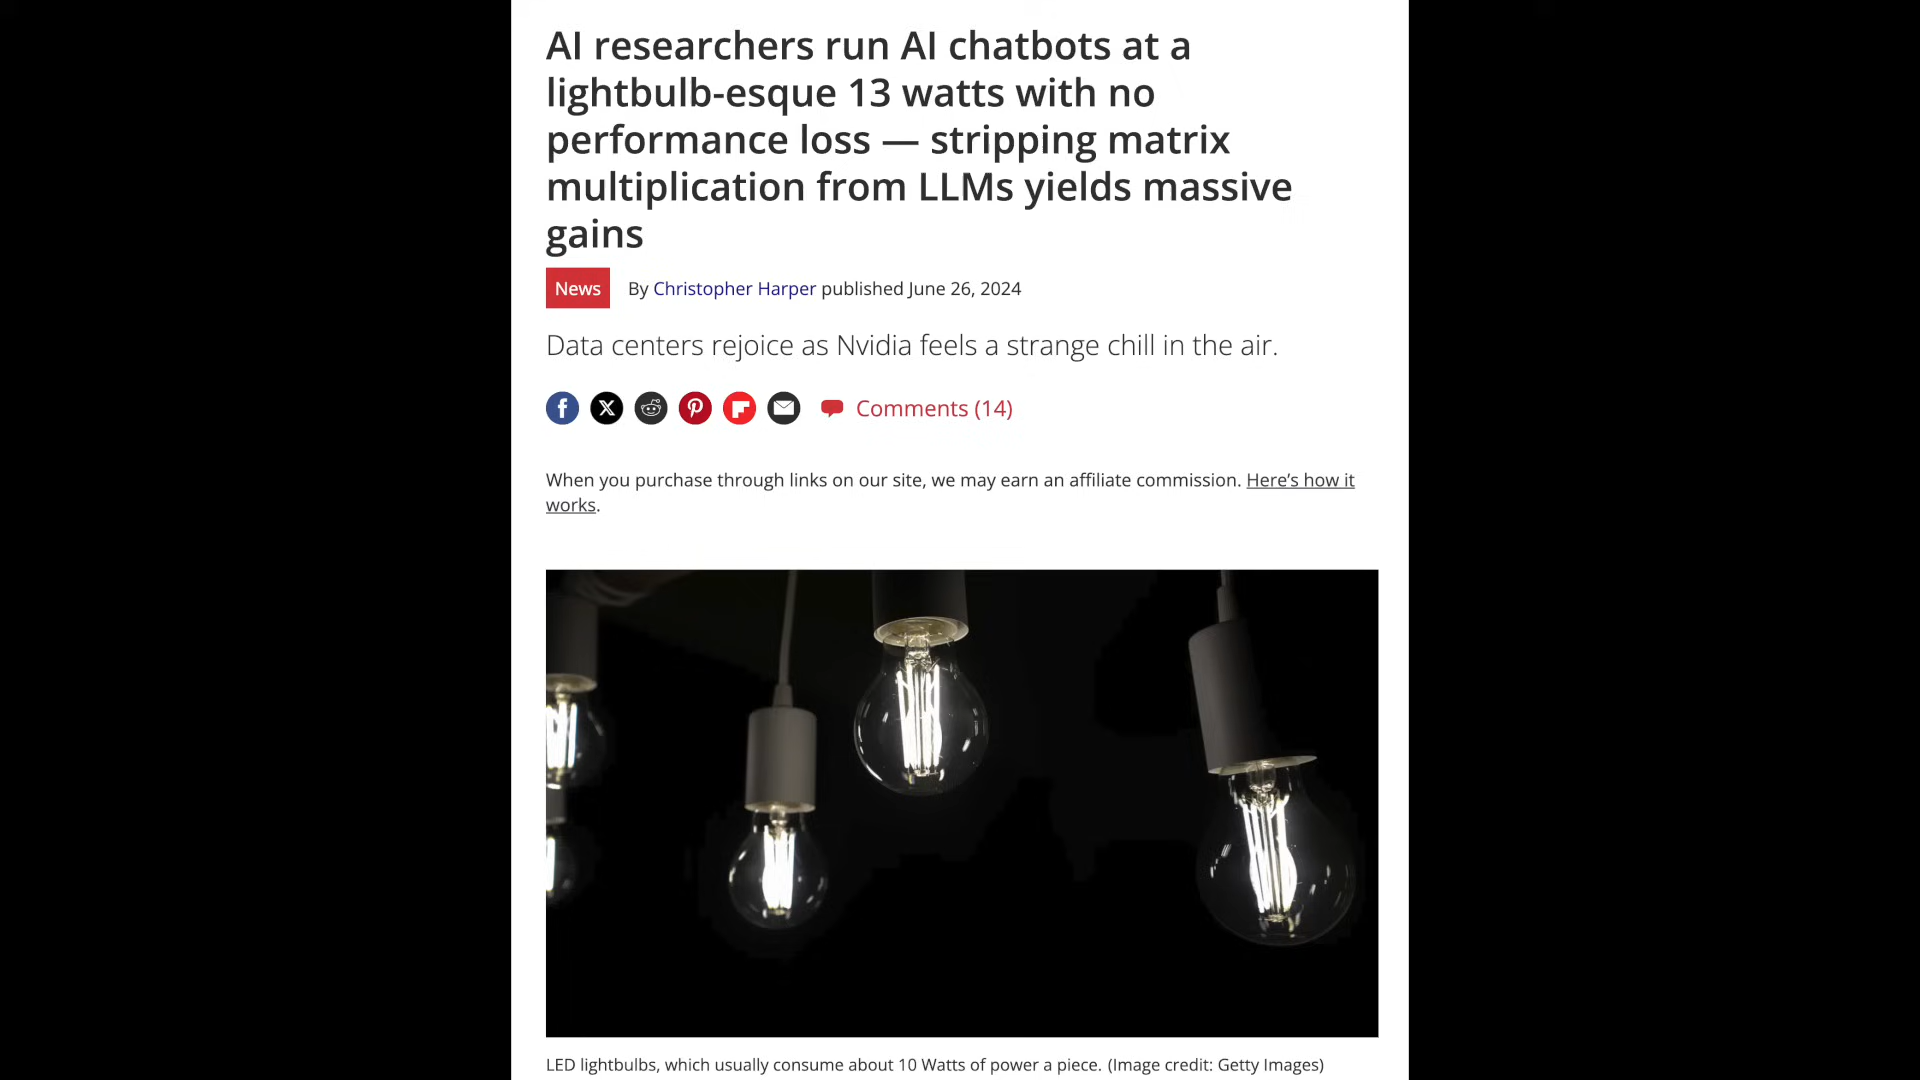 AI researchers run AI chatbots at a
lightbulb-esque 13 watts with no
performance loss — stripping matrix
multiplication from LLMs yields massive
gains
News By Christopher Harper published June 26, 2024
Data centers rejoice as Nvidia feels a strange chill in the air.
Comments (14)
When you purchase through links on our site, we may earn an affiliate commission. Here’s how it
works.
LED lightbulbs, which usually consume about 10 Watts of power a piece. (Image credit: Getty Images)